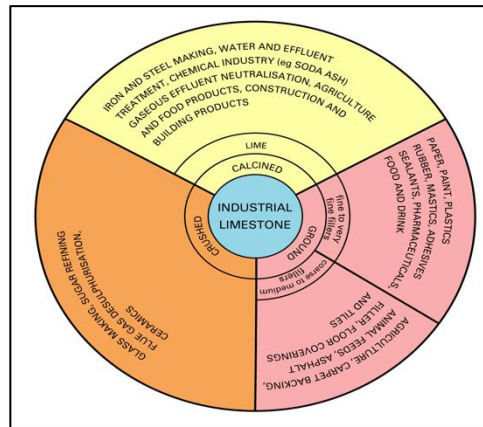 IRON AND STEEL MAKING, WATER AND EFFLUENT
TREATMENT, CHEMICAL INDUSTRY (eg SODA ASH)
GASEOUS EFFLUENT NEUTRALISATION, AGRICULTURE
AND FOOD PRODUCTS, CONSTRUCTION AND
BUILDING PRODUCTS
LIME
CALCINED
INDUSTRIAL
LIMESTONE
CRUSHED
GROUND
fine to very
fine fillers
coarse to medium
fillers
PAPER, PAINT, PLASTICS
RUBBER, MASTICS, ADHESIVES
SEALANTS, PHARMACEUTICALS,
FOOD AND DRINK
AGRICULTURE, CARPET BACKING,
ANIMAL FEEDS, ASPHALT
FILLER, FLOOR COVERINGS
AND TILES
GLASS MAKING, SUGAR REFINING
FLUE GAS DESULPHURISATION,
CERAMICS